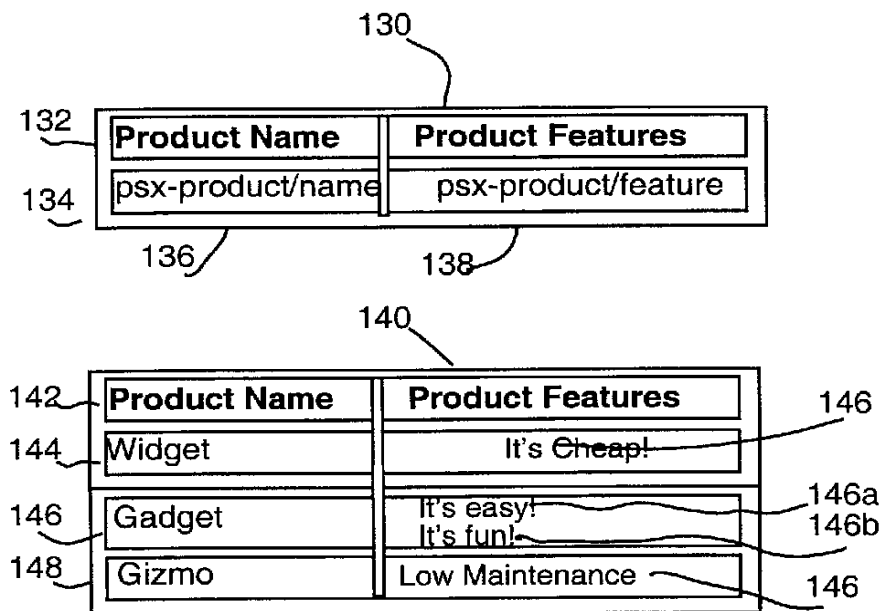 130
132 Product Name Product Features
134 psx-product/name psx-product/feature
136 138
140
142 Product Name Product Features 146
144 Widget It's Cheap!
146 Gadget It's easy! 146a
It's fun! 146b
148 Gizmo Low Maintenance 146